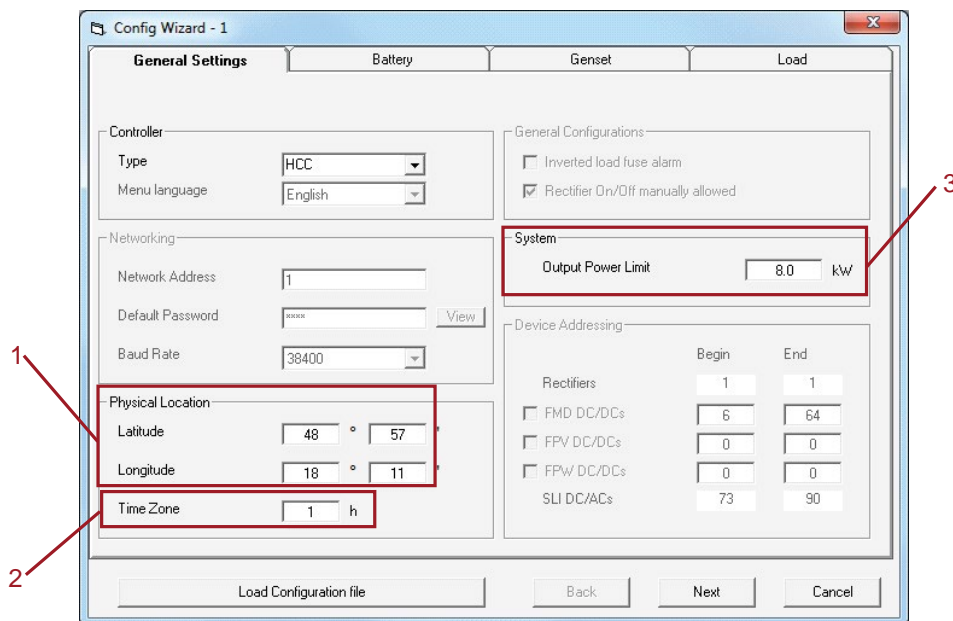 Config Wizard - 1
X
General Settings
Battery
Genset
Load
Controller
Type
HCC
Menu language
English
Networking
Network Address
1
Default Password
xxxx
View
Baud Rate
38400
Physical Location
Latitude
48 ° 57 '
Longitude
18 ° 11 '
Time Zone
1 h
General Configurations
Inverted load fuse alarm
Rectifier On/Off manually allowed
System
Output Power Limit
8.0 kW
Device Addressing
Begin End
Rectifiers 1 1
FMD DC/DCs 6 64
FPV DC/DCs 0 0
FPW DC/DCs 0 0
SLI DC/ACs 73 90
Load Configuration file
Back
Next
Cancel
1
2
3